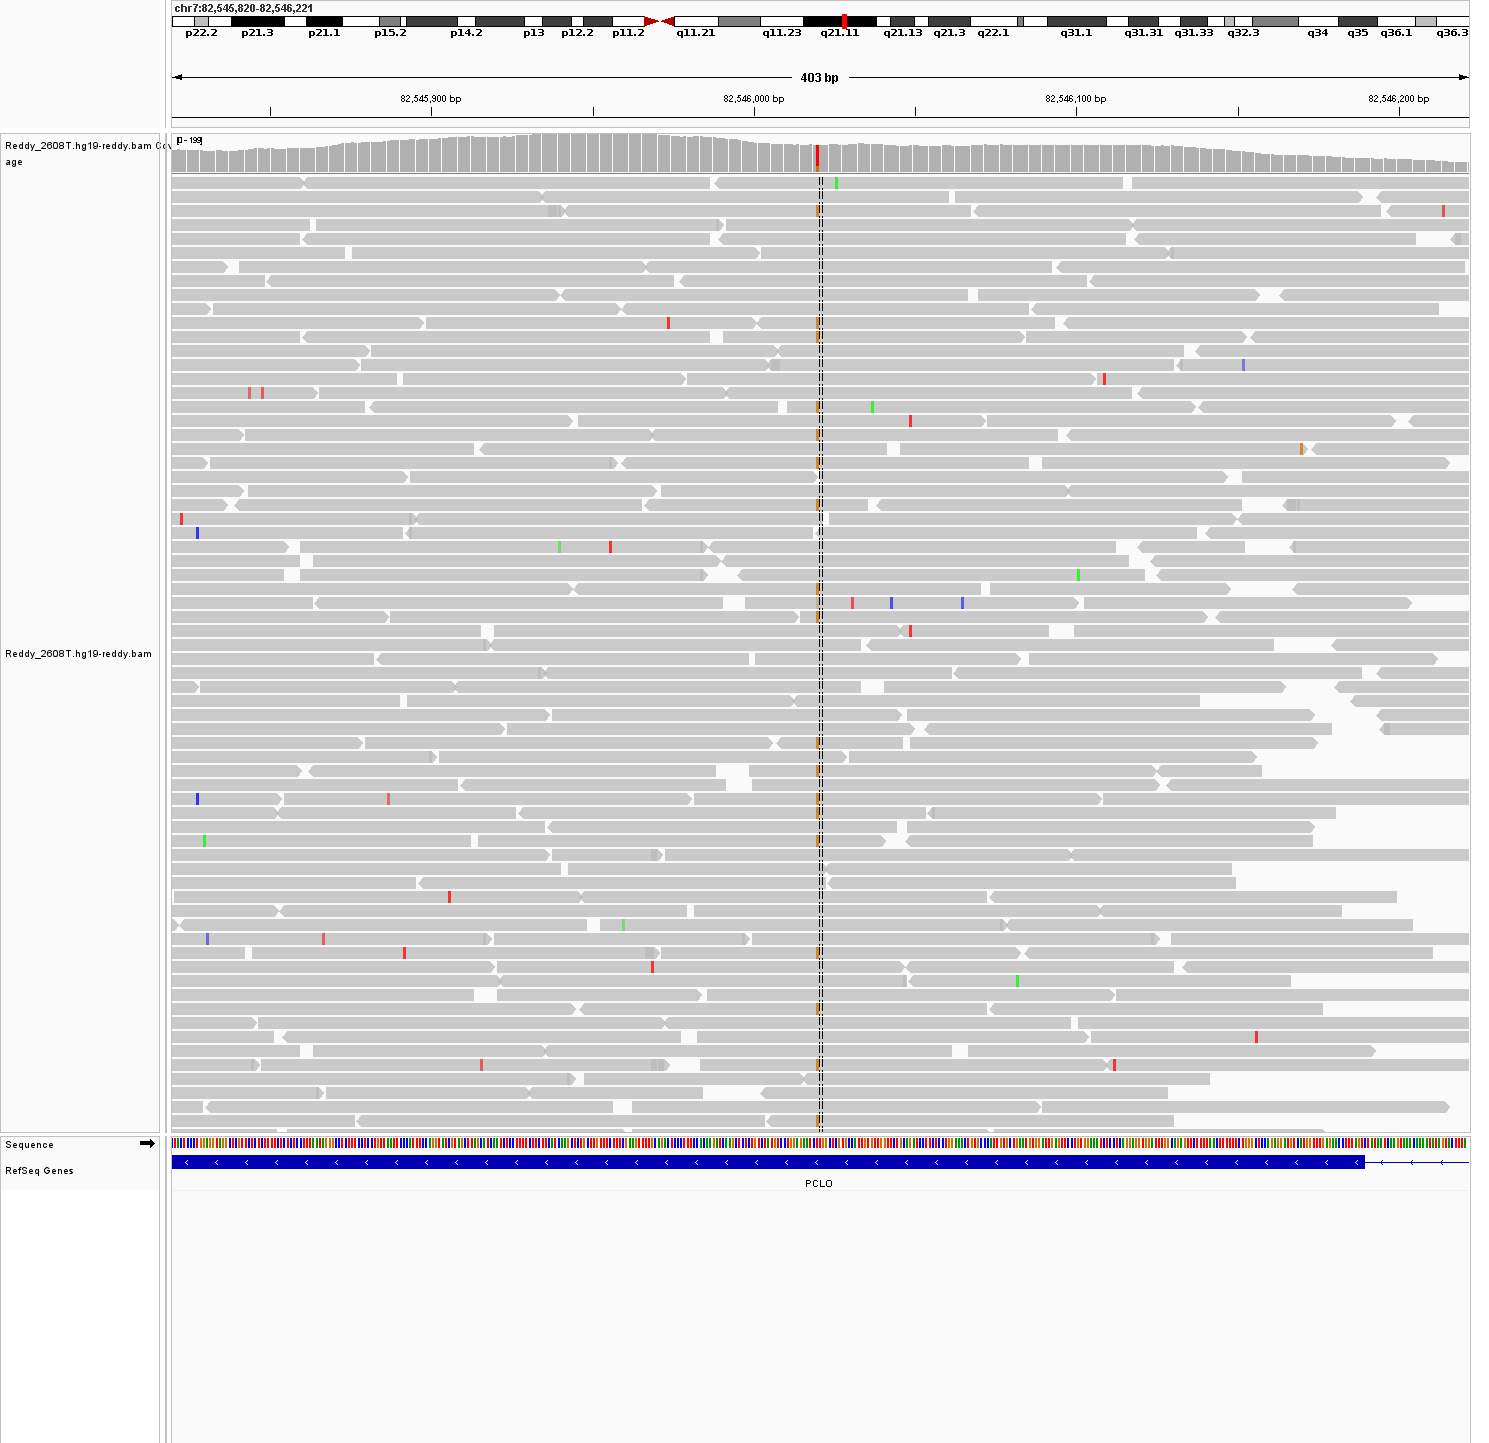 chr7:82,545,820-82,546,221
p22.2 p21.3 p21.1 p15.2 p14.2 p13 p12.2 p11.2 q11.21 q11.23 q21.11 q21.13 q21.3 q22.1 q31.1 q31.31 q31.33 q32.3 q34 q35 q36.1 q36.3
403 bp
82,545,900 bp 82,546,000 bp 82,546,100 bp 82,546,200 bp
[0 - 199]
Reddy_2608T.hg19-reddy.bam Cov
age
Reddy_2608T.hg19-reddy.bam
Sequence
RefSeq Genes
PCLO